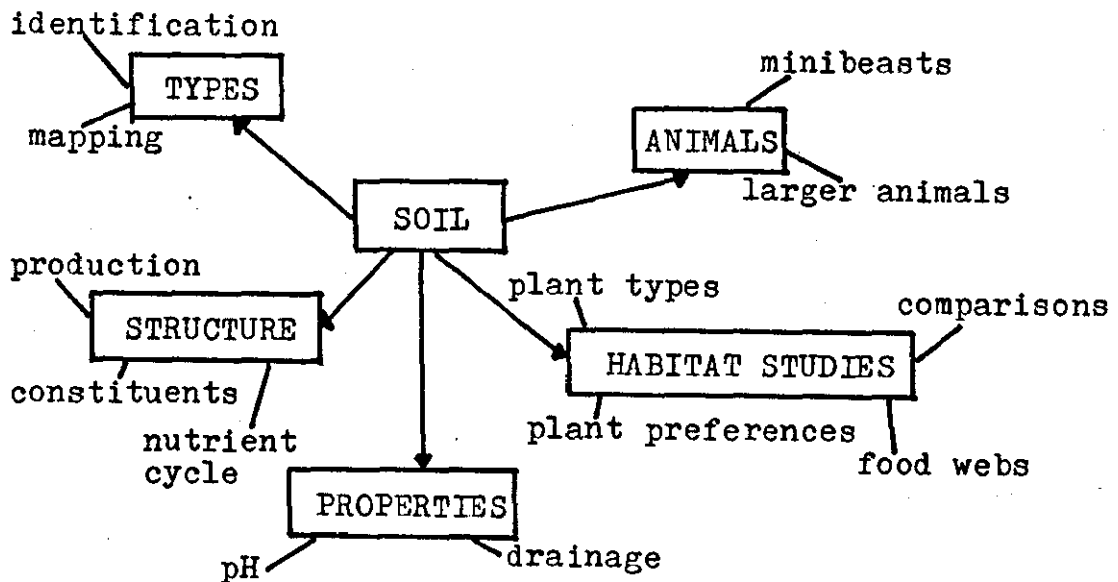 identification
TYPES
mapping
minibeasts
ANIMALS
larger animals
SOIL
production
STRUCTURE
constituents
nutrient
cycle
plant types
comparisons
HABITAT STUDIES
plant preferences
food webs
PROPERTIES
pH
drainage